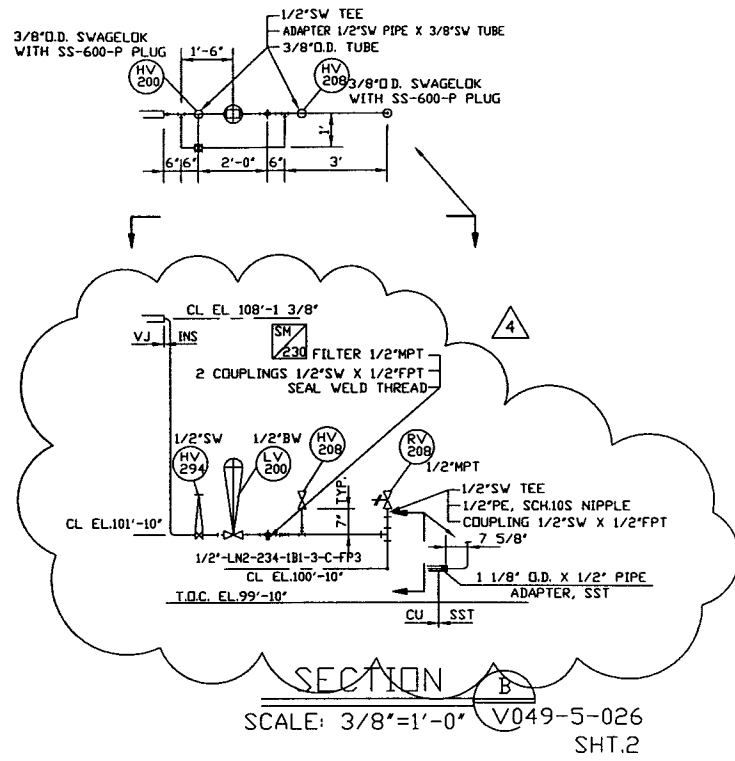 1/2"SW TEE
ADAPTER 1/2"SW PIPE X 3/8"SW TUBE
3/8"O.D. TUBE
3/8"O.D. SWAGELOK
WITH SS-600-P PLUG
1'-6"
HV
200
HV
208
3/8"O.D. SWAGELOK
WITH SS-600-P PLUG
1'
6"
6"
2'-0"
6"
3'
CL EL 108'-1 3/8"
VJ
INS
SM
230
FILTER 1/2"MPT
2 COUPLINGS 1/2"SW X 1/2"FPT
SEAL WELD THREAD
4
1/2"SW
HV
294
1/2"BW
LV
200
HV
208
RV
208
1/2"MPT
7" TYP.
1/2"SW TEE
1/2"PE, SCH.10S NIPPLE
COUPLING 1/2"SW X 1/2"FPT
7 5/8"
CL EL.101'-10"
1/2"-LN2-234-1B1-3-C-FP3
CL EL.100'-10"
1 1/8" O.D. X 1/2" PIPE
ADAPTER, SST
T.O.C. EL.99'-10"
CU
SST
SECTION
B
SCALE: 3/8"=1'-0"
V049-5-026
SHT.2